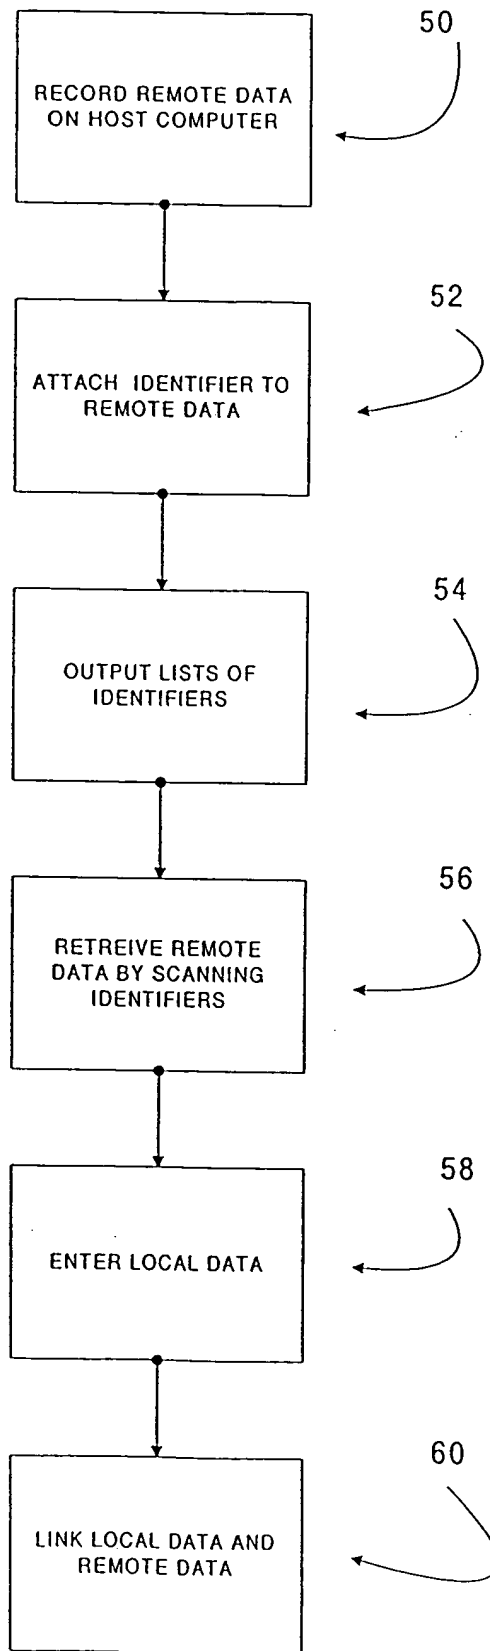 50
RECORD REMOTE DATA
ON HOST COMPUTER
52
ATTACH IDENTIFIER TO
REMOTE DATA
54
OUTPUT LISTS OF
IDENTIFIERS
56
RETREIVE REMOTE
DATA BY SCANNING
IDENTIFIERS
58
ENTER LOCAL DATA
60
LINK LOCAL DATA AND
REMOTE DATA